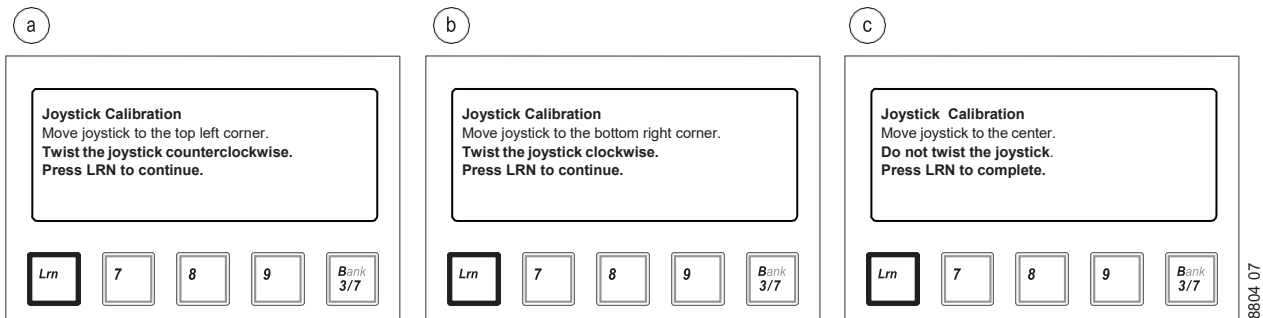 a
Joystick Calibration
Move joystick to the top left corner.
Twist the joystick counterclockwise.
Press LRN to continue.
Lrn
7
8
9
Bank
3/7
b
Joystick Calibration
Move joystick to the bottom right corner.
Twist the joystick clockwise.
Press LRN to continue.
Lrn
7
8
9
Bank
3/7
c
Joystick Calibration
Move joystick to the center.
Do not twist the joystick.
Press LRN to complete.
Lrn
7
8
9
Bank
3/7
8804 07